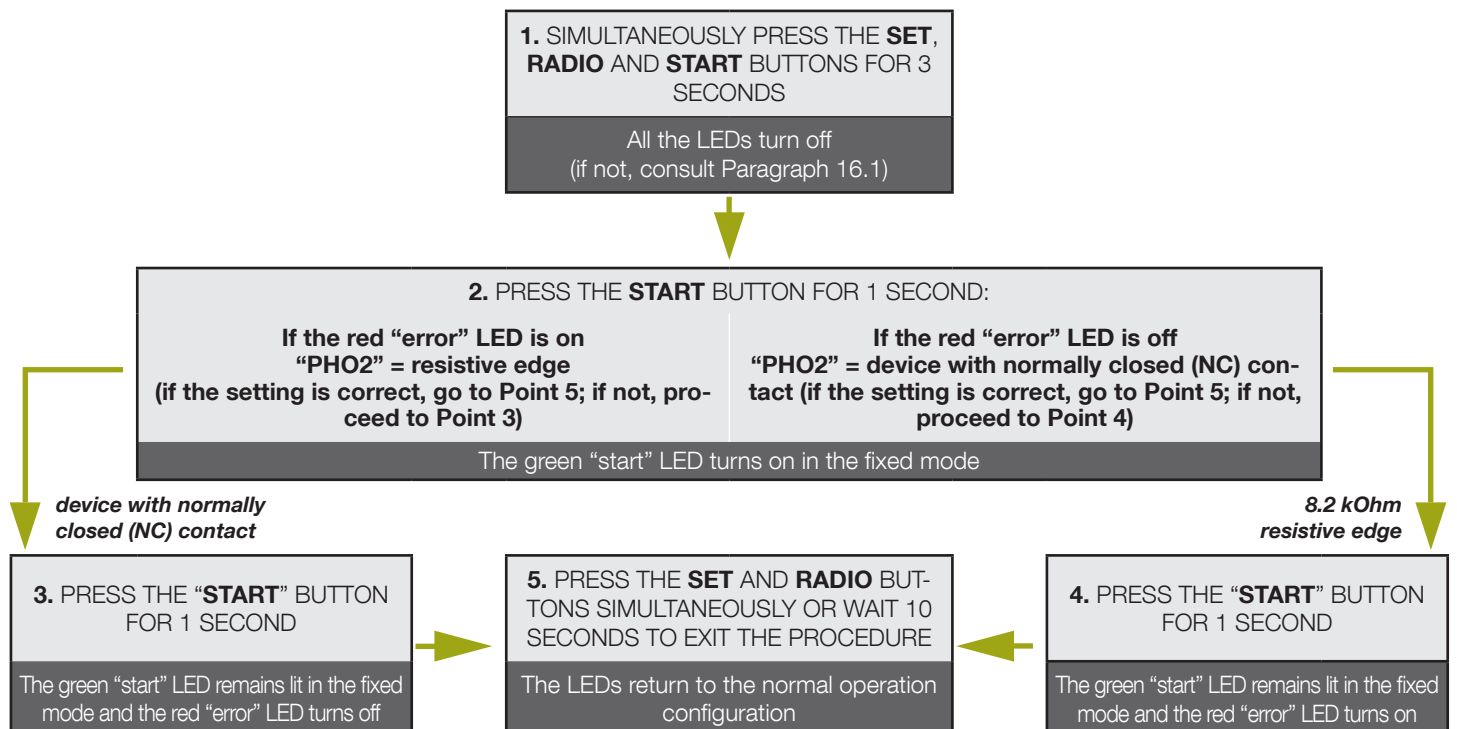 1. SIMULTANEOUSLY PRESS THE SET,
RADIO AND START BUTTONS FOR 3
SECONDS
All the LEDs turn off
(if not, consult Paragraph 16.1)
2. PRESS THE START BUTTON FOR 1 SECOND:
If the red “error” LED is on
“PHO2” = resistive edge
(if the setting is correct, go to Point 5; if not, pro-
ceed to Point 3)
If the red “error” LED is off
“PHO2” = device with normally closed (NC) con-
tact (if the setting is correct, go to Point 5; if not,
proceed to Point 4)
The green “start” LED turns on in the fixed mode
device with normally
closed (NC) contact
8.2 kOhm
resistive edge
3. PRESS THE “START” BUTTON
FOR 1 SECOND
The green “start” LED remains lit in the fixed
mode and the red “error” LED turns off
5. PRESS THE SET AND RADIO BUT-
TONS SIMULTANEOUSLY OR WAIT 10
SECONDS TO EXIT THE PROCEDURE
The LEDs return to the normal operation
configuration
4. PRESS THE “START” BUTTON
FOR 1 SECOND
The green “start” LED remains lit in the fixed
mode and the red “error” LED turns on